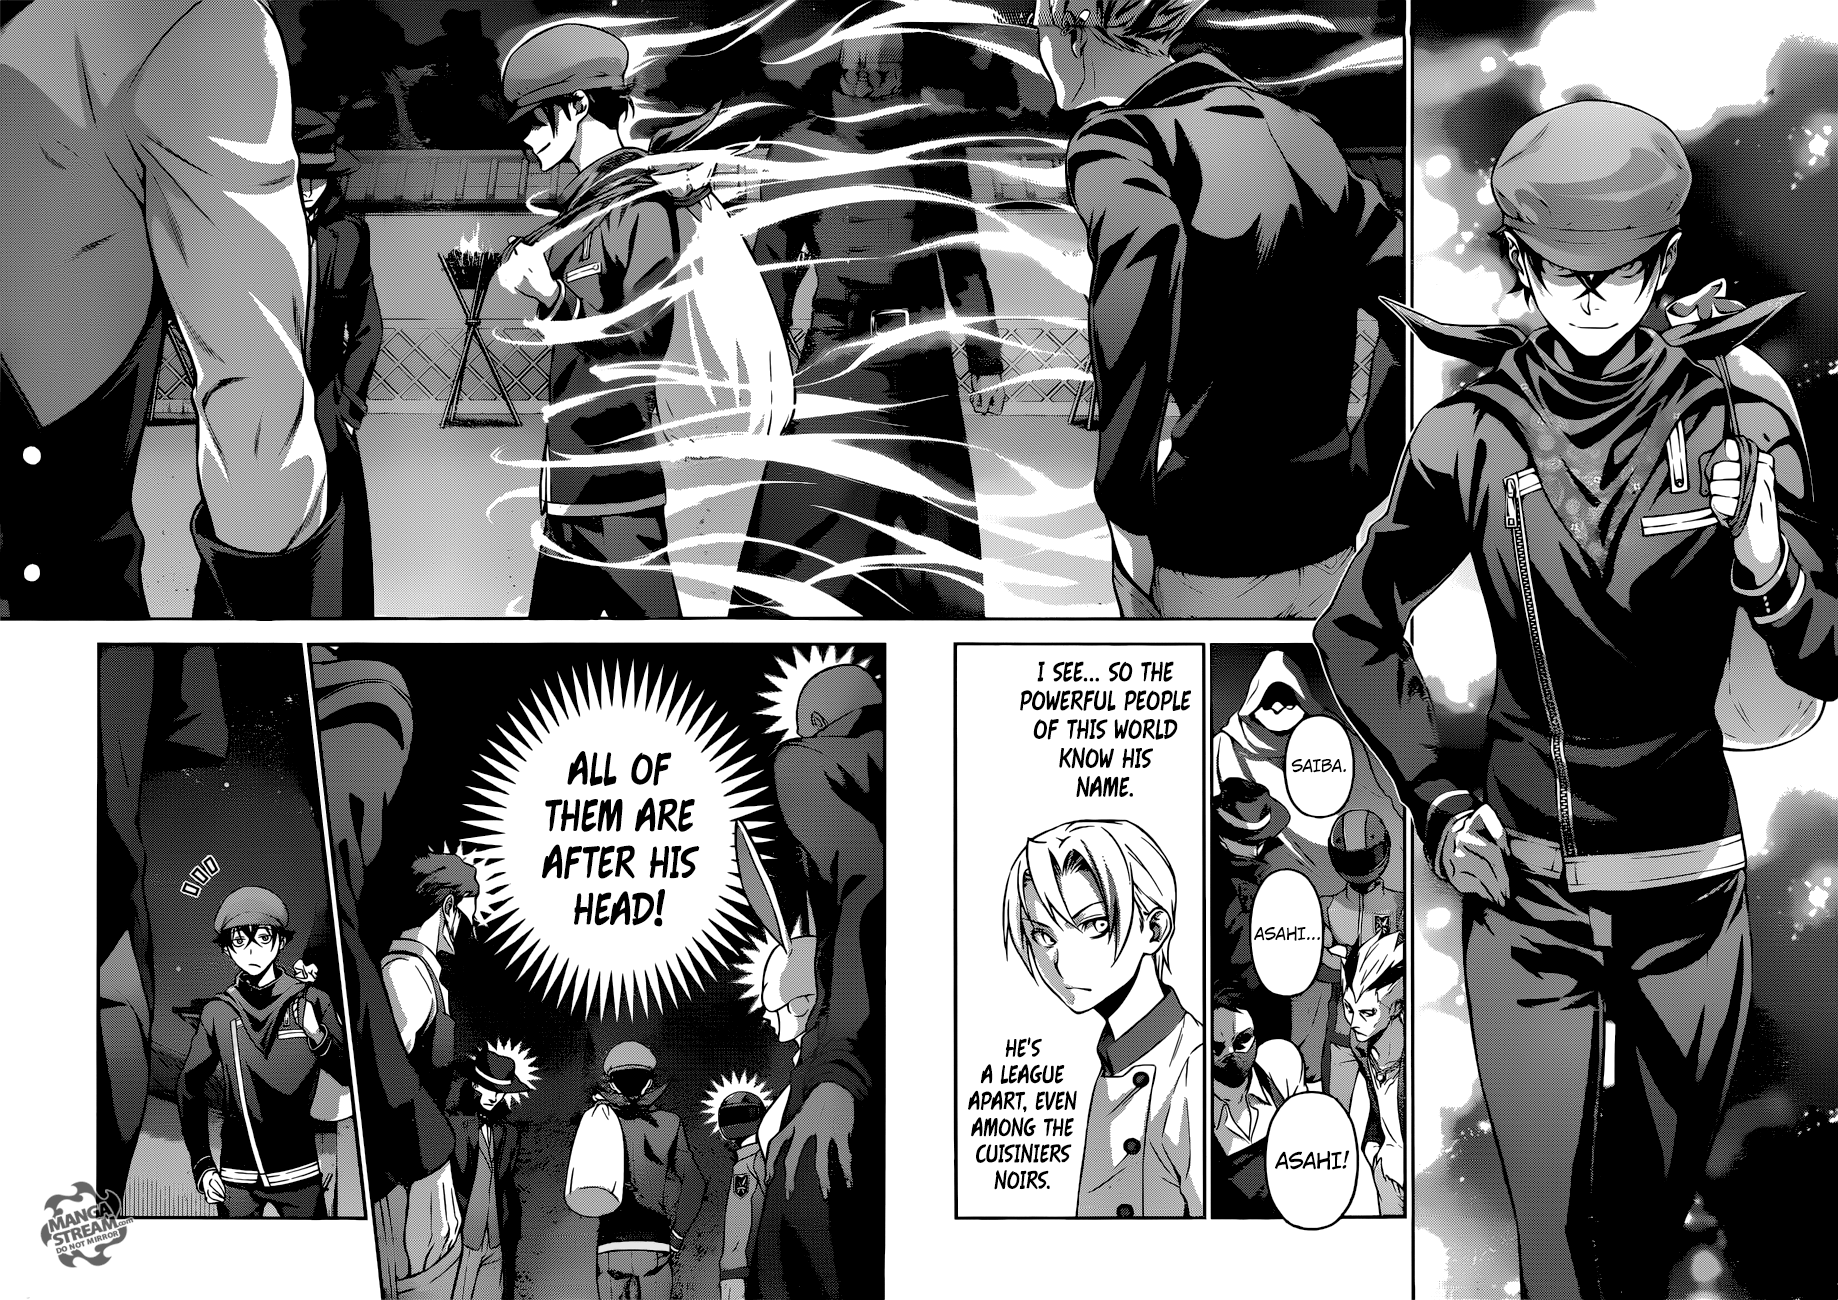 SAIBA.
ASAHI...
ASAHI!
I SEE... SO THE
POWERFUL PEOPLE
OF THIS WORLD
KNOW HIS
NAME.
HE'S
A LEAGUE
APART, EVEN
AMONG THE
CUISINIERS
NOIRS.
ALL OF
THEM ARE
AFTER HIS
HEAD!
MANGA
STREAM.com
DO NOT MIRROR